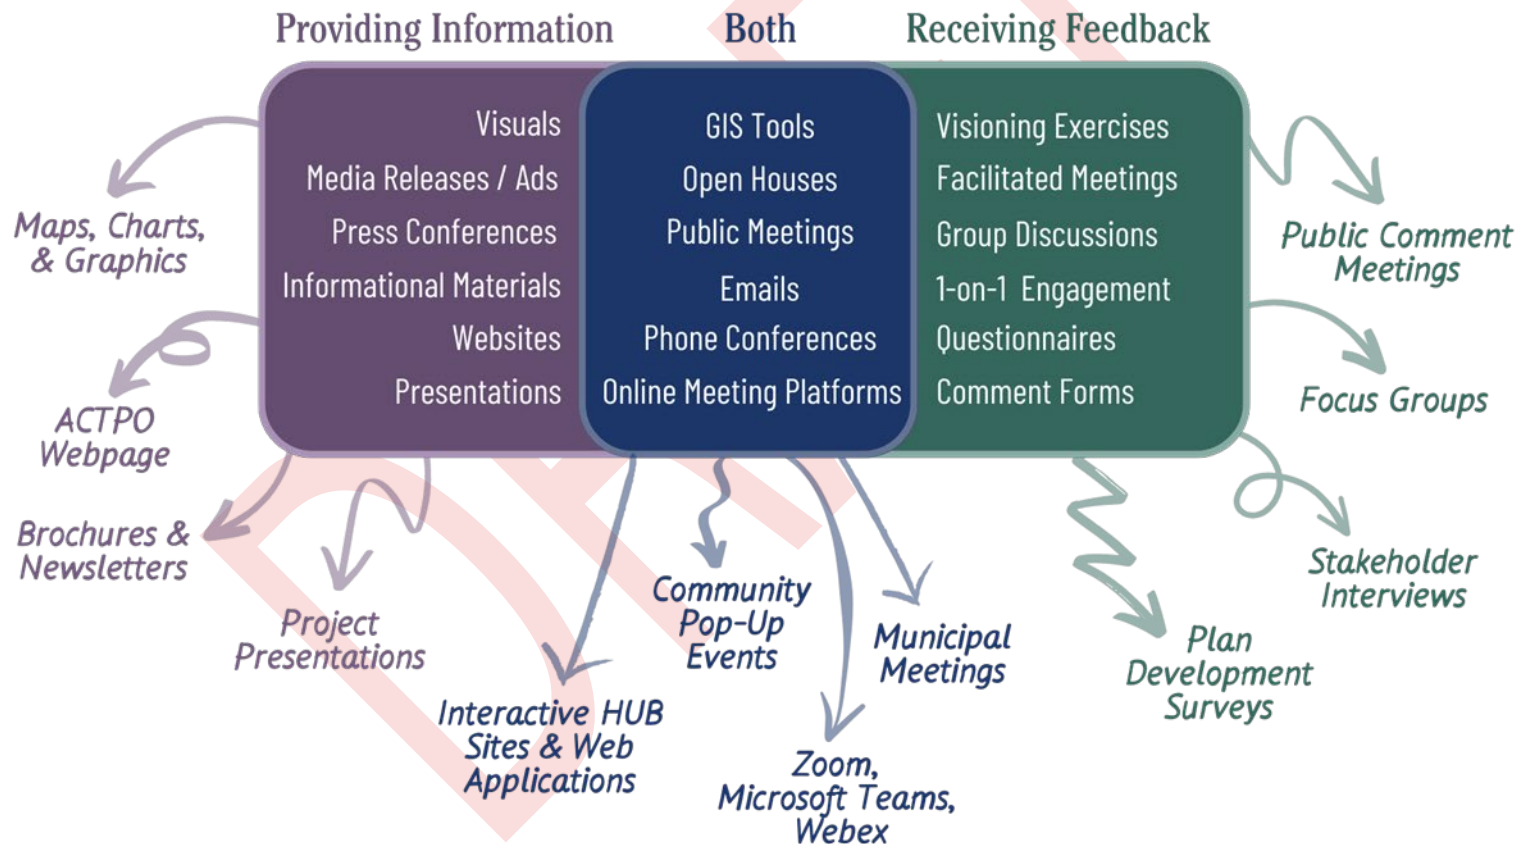 Providing Information
Both
Receiving Feedback
Visuals
Media Releases / Ads
Press Conferences
Informational Materials
Websites
Presentations
GIS Tools
Open Houses
Public Meetings
Emails
Phone Conferences
Online Meeting Platforms
Visioning Exercises
Facilitated Meetings
Group Discussions
1-on-1 Engagement
Questionnaires
Comment Forms
Maps, Charts,
& Graphics
ACTPO
Webpage
Brochures &
Newsletters
Project
Presentations
Interactive HUB
Sites & Web
Applications
Community
Pop-Up
Events
Zoom,
Microsoft Teams,
Webex
Municipal
Meetings
Plan
Development
Surveys
Stakeholder
Interviews
Focus Groups
Public Comment
Meetings